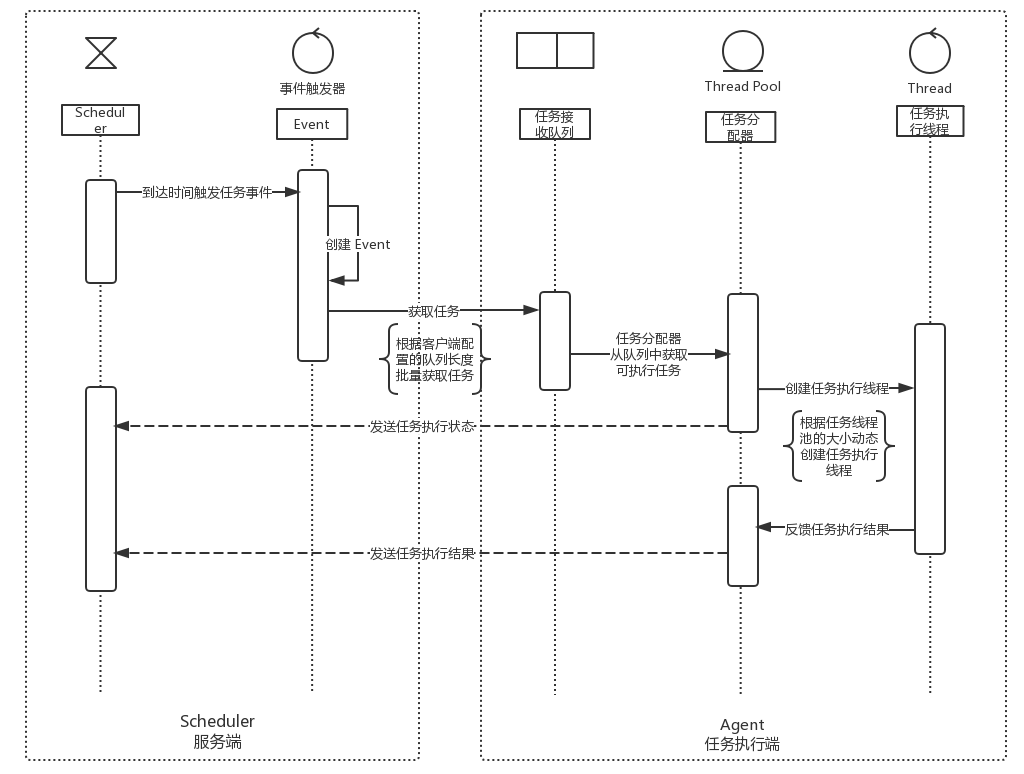 事件触发器
Thread Pool
Thread
Schedul
er
Event
任务接
收队列
任务分
配器
任务执
行线程
到达时间触发任务事件
创建 Event
获取任务
根据客户端配
置的队列长度
批量获取任务
任务分配器
从队列中获取
可执行任务
创建任务执行线程
根据任务线程
池的大小动态
创建任务执行
线程
发送任务执行状态
反馈任务执行结果
发送任务执行结果
Scheduler
服务端
Agent
任务执行端